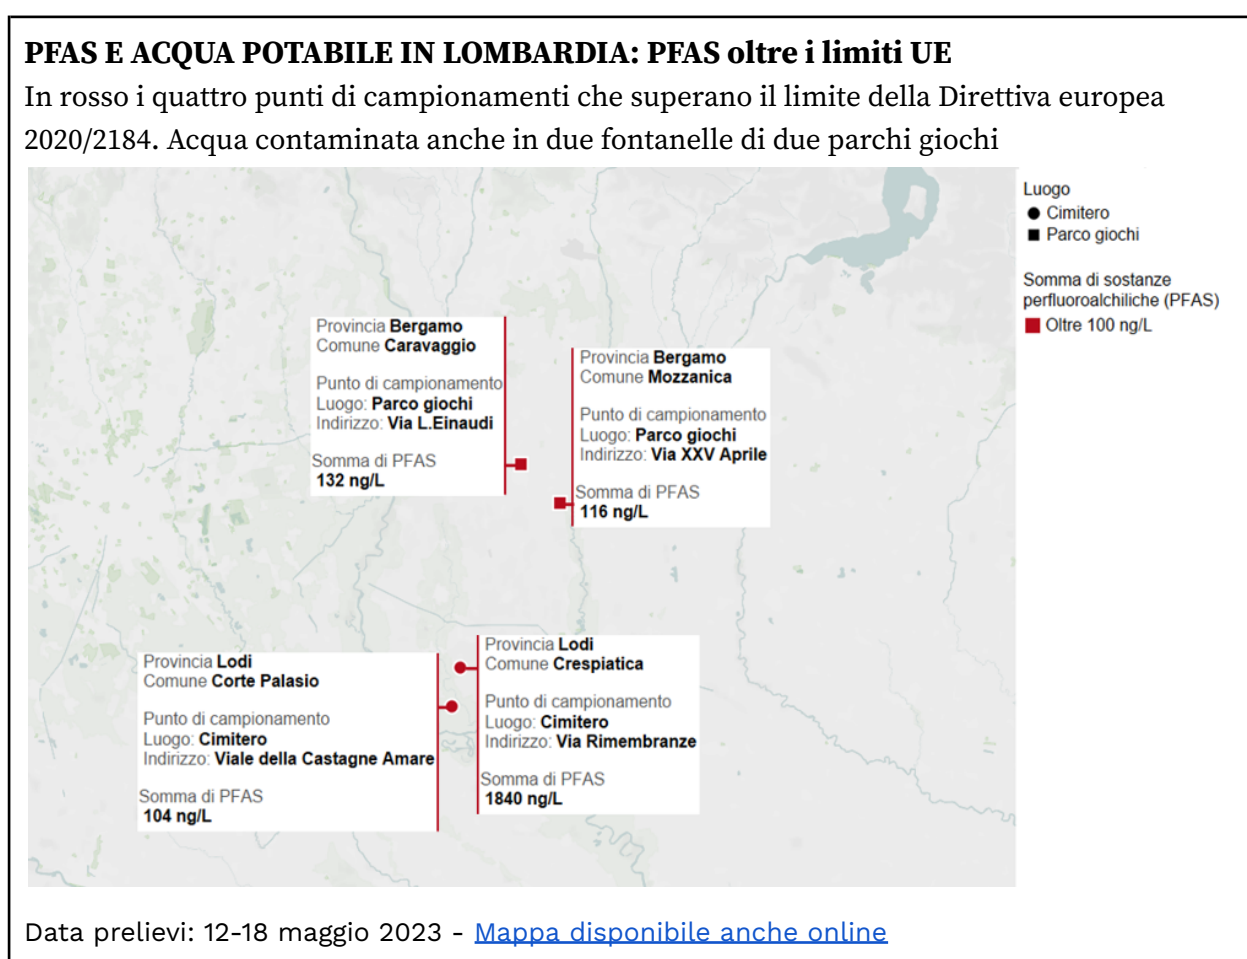 PFAS E ACQUA POTABILE IN LOMBARDIA: PFAS oltre i limiti UE
In rosso i quattro punti di campionamenti che superano il limite della Direttiva europea
2020/2184. Acqua contaminata anche in due fontanelle di due parchi giochi
Luogo
Cimitero
Parco giochi
Somma di sostanze
perfluoroalchiliche (PFAS)
Oltre 100 ng/L
Provincia Bergamo
Comune Caravaggio
Punto di campionamento
Luogo: Parco giochi
Indirizzo: Via L.Einaudi
Somma di PFAS
132 ng/L
Provincia Bergamo
Comune Mozzanica
Punto di campionamento
Luogo: Parco giochi
Indirizzo: Via XXV Aprile
Somma di PFAS
116 ng/L
Provincia Lodi
Comune Corte Palasio
Punto di campionamento
Luogo: Cimitero
Indirizzo: Viale della Castagne Amare
Somma di PFAS
104 ng/L
Provincia Lodi
Comune Crespiatica
Punto di campionamento
Luogo: Cimitero
Indirizzo: Via Rimembranze
Somma di PFAS
1840 ng/L
Data prelievi: 12-18 maggio 2023 - Mappa disponibile anche online